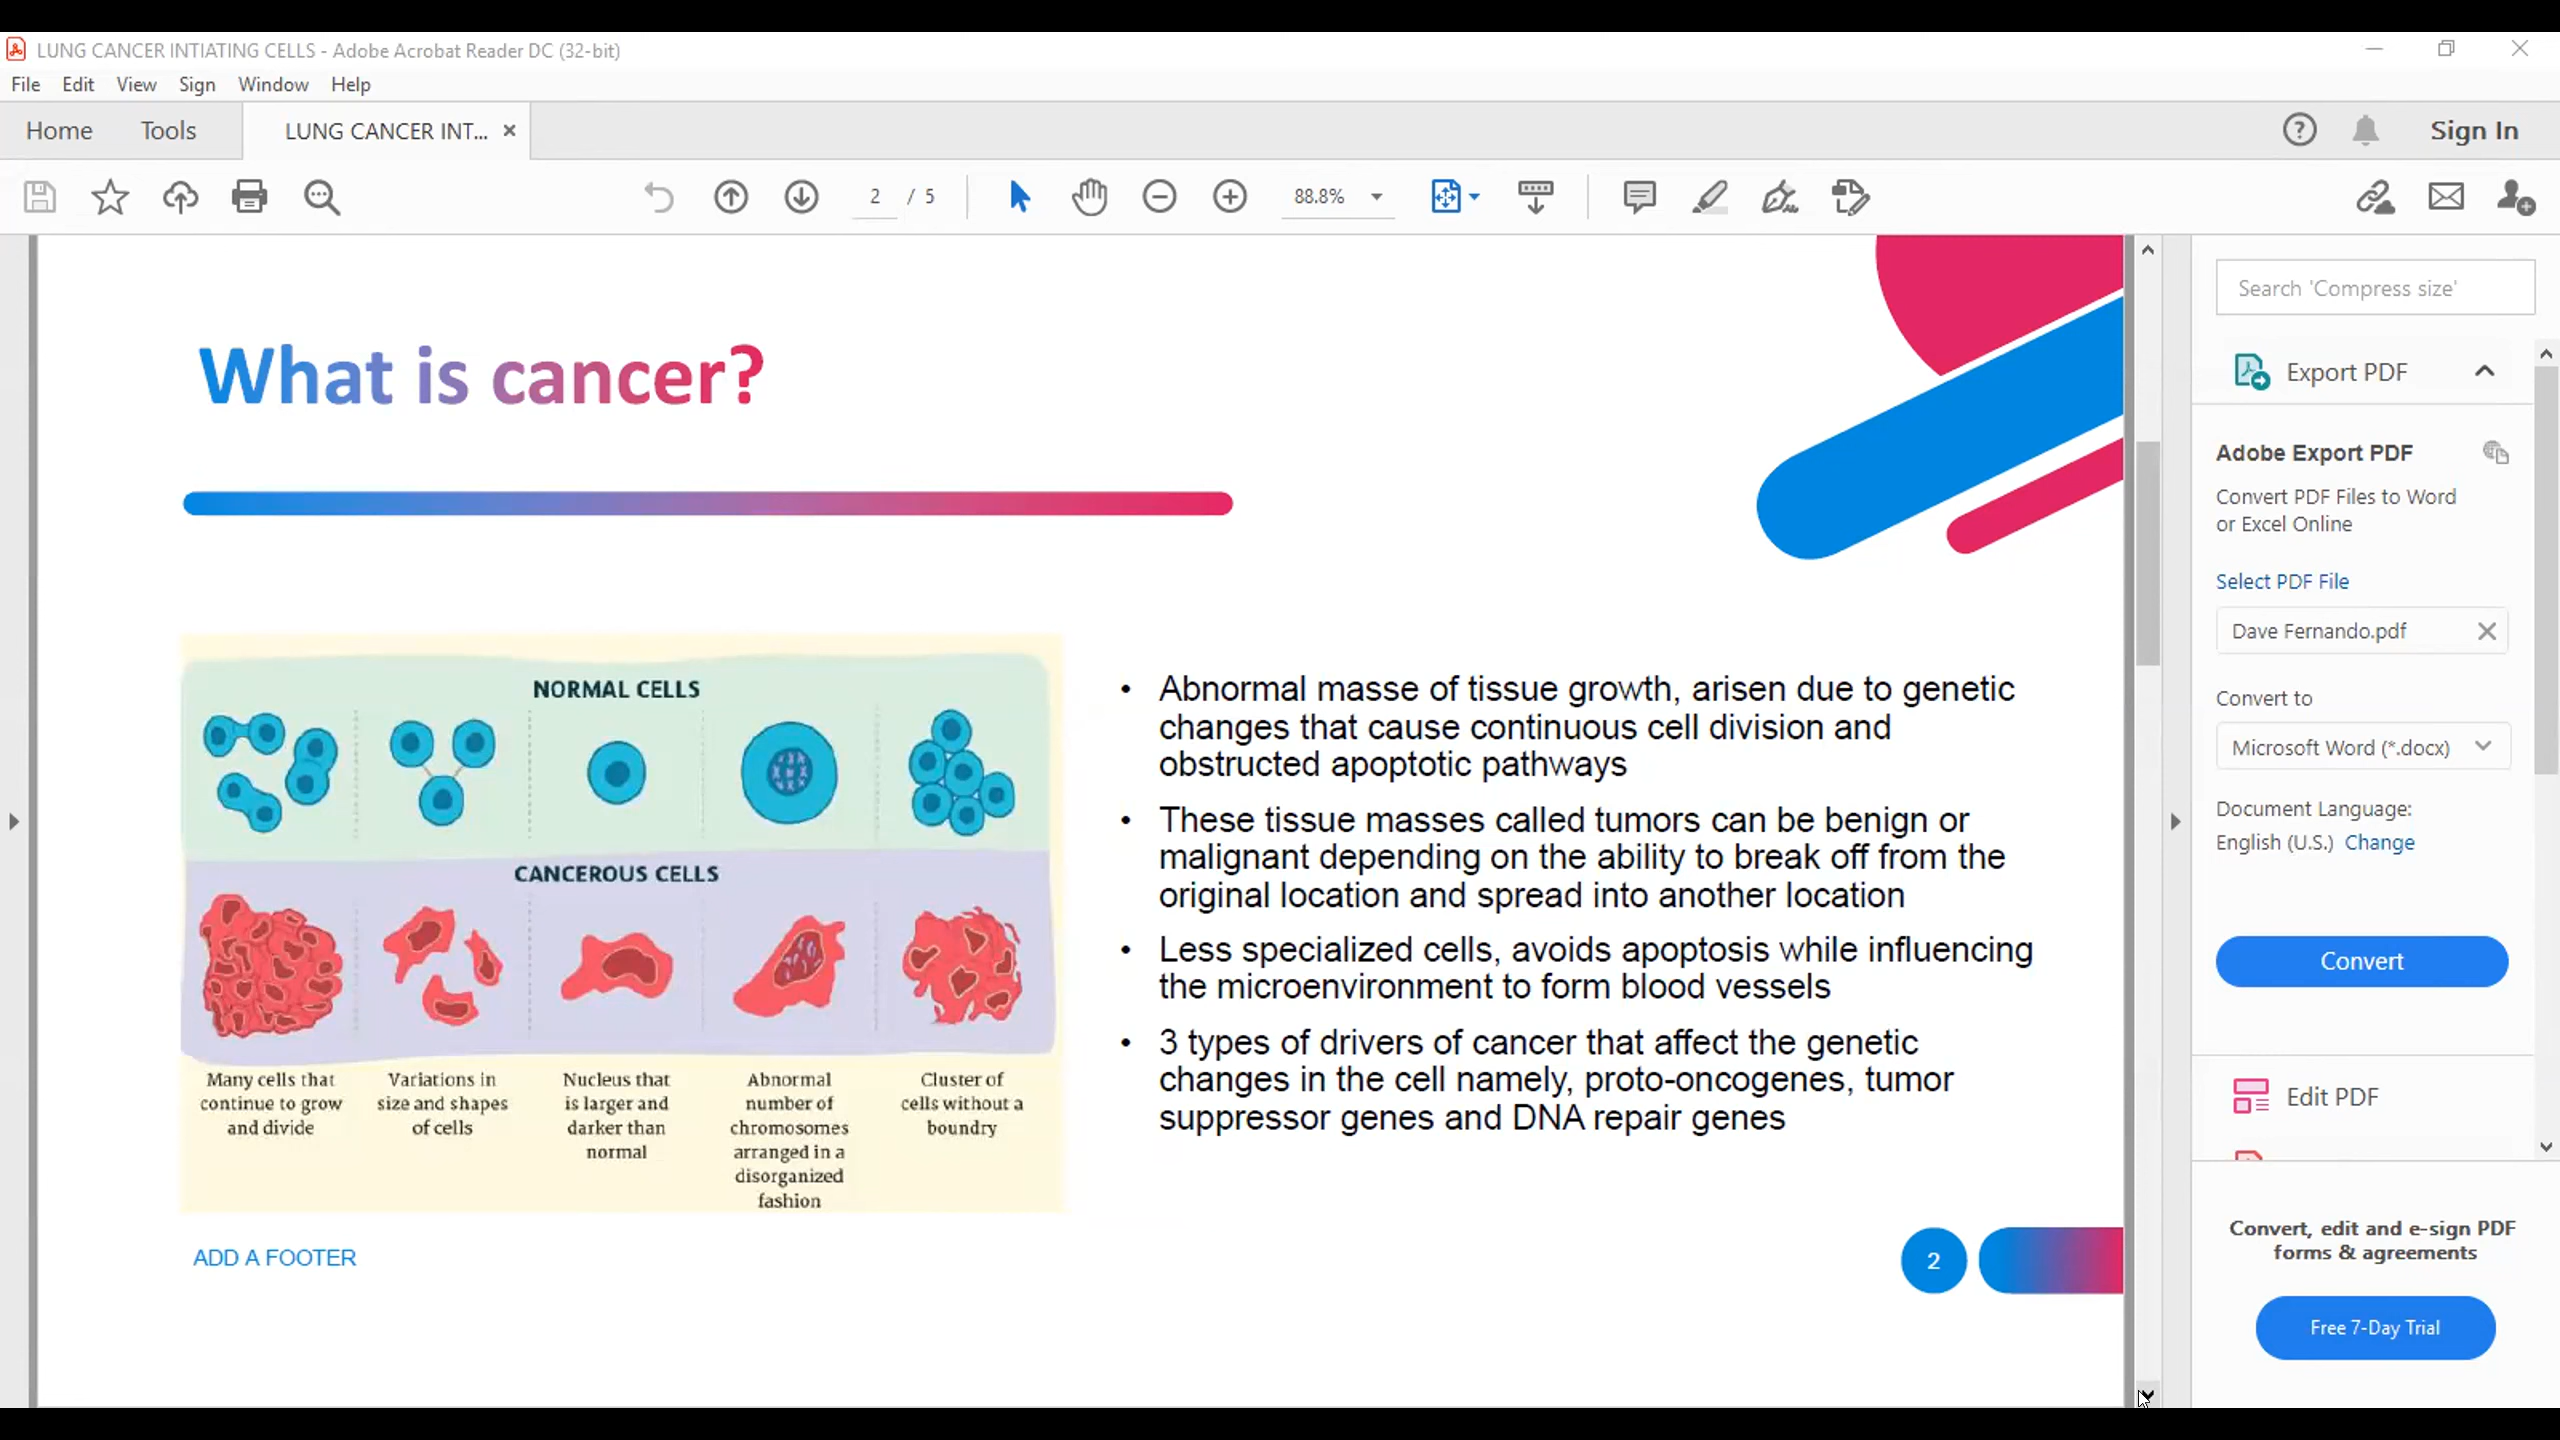 LUNG CANCER INTIATING CELLS - Adobe Acrobat Reader DC (32-bit)
File Edit View Sign Window Help
Home Tools LUNG CANCER INT... Sign In
2 / 5 88.8%
What is cancer?
NORMAL CELLS
CANCEROUS CELLS
Many cells that
continue to grow
and divide
Variations in
size and shapes
of cells
Nucleus that
is larger and
darker than
normal
Abnormal
number of
chromosomes
arranged in a
disorganized
fashion
Cluster of
cells without a
boundry
• Abnormal masse of tissue growth, arisen due to genetic
changes that cause continuous cell division and
obstructed apoptotic pathways
• These tissue masses called tumors can be benign or
malignant depending on the ability to break off from the
original location and spread into another location
• Less specialized cells, avoids apoptosis while influencing
the microenvironment to form blood vessels
• 3 types of drivers of cancer that affect the genetic
changes in the cell namely, proto-oncogenes, tumor
suppressor genes and DNA repair genes
ADD A FOOTER
2
Search 'Compress size'
Export PDF
Adobe Export PDF
Convert PDF Files to Word
or Excel Online
Select PDF File
Dave Fernando.pdf
Convert to
Microsoft Word (*.docx)
Document Language:
English (U.S.) Change
Convert
Edit PDF
Convert, edit and e-sign PDF
forms & agreements
Free 7-Day Trial